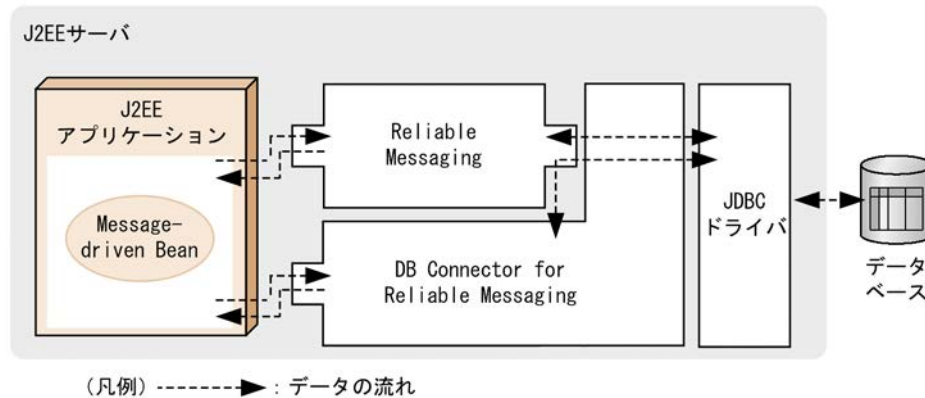 J2EEサーバ
J2EE
アプリケーション
Message-
driven Bean
Reliable
Messaging
DB Connector for
Reliable Messaging
JDBC
ドライバ
データ
ベース
(凡例)
:データの流れ